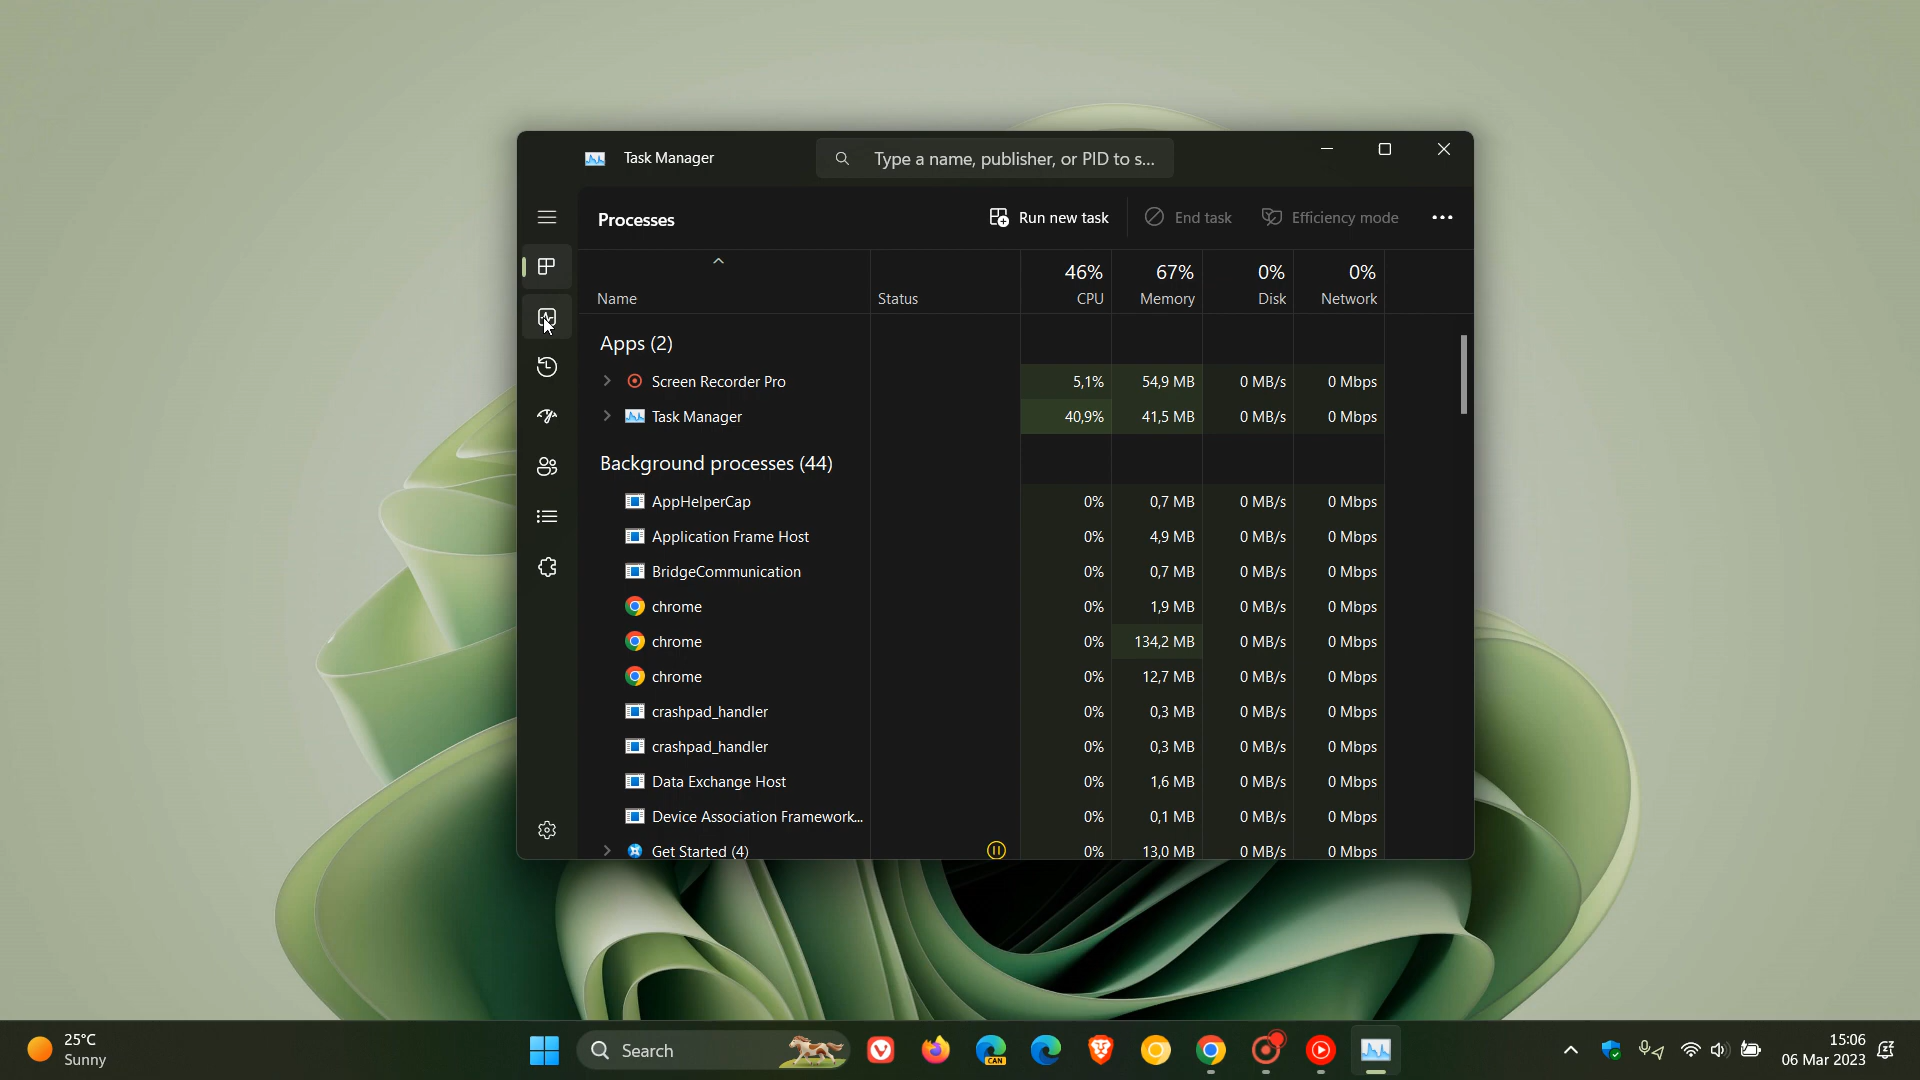 Task Manager
Type a name, publisher, or PID to s...
Processes
Run new task
End task
Efficiency mode
46% 67% 0% 0%
Name Status CPU Memory Disk Network
Apps (2)
Screen Recorder Pro 5,1% 54,9 MB 0 MB/s 0 Mbps
Task Manager 40,9% 41,5 MB 0 MB/s 0 Mbps
Background processes (44)
AppHelperCap 0% 0,7 MB 0 MB/s 0 Mbps
Application Frame Host 0% 4,9 MB 0 MB/s 0 Mbps
BridgeCommunication 0% 0,7 MB 0 MB/s 0 Mbps
chrome 0% 1,9 MB 0 MB/s 0 Mbps
chrome 0% 134,2 MB 0 MB/s 0 Mbps
chrome 0% 12,7 MB 0 MB/s 0 Mbps
crashpad_handler 0% 0,3 MB 0 MB/s 0 Mbps
crashpad_handler 0% 0,3 MB 0 MB/s 0 Mbps
Data Exchange Host 0% 1,6 MB 0 MB/s 0 Mbps
Device Association Framework... 0% 0,1 MB 0 MB/s 0 Mbps
Get Started (4) 0% 13,0 MB 0 MB/s 0 Mbps
25°C
Sunny
Search
CAN
15:06
06 Mar 2023